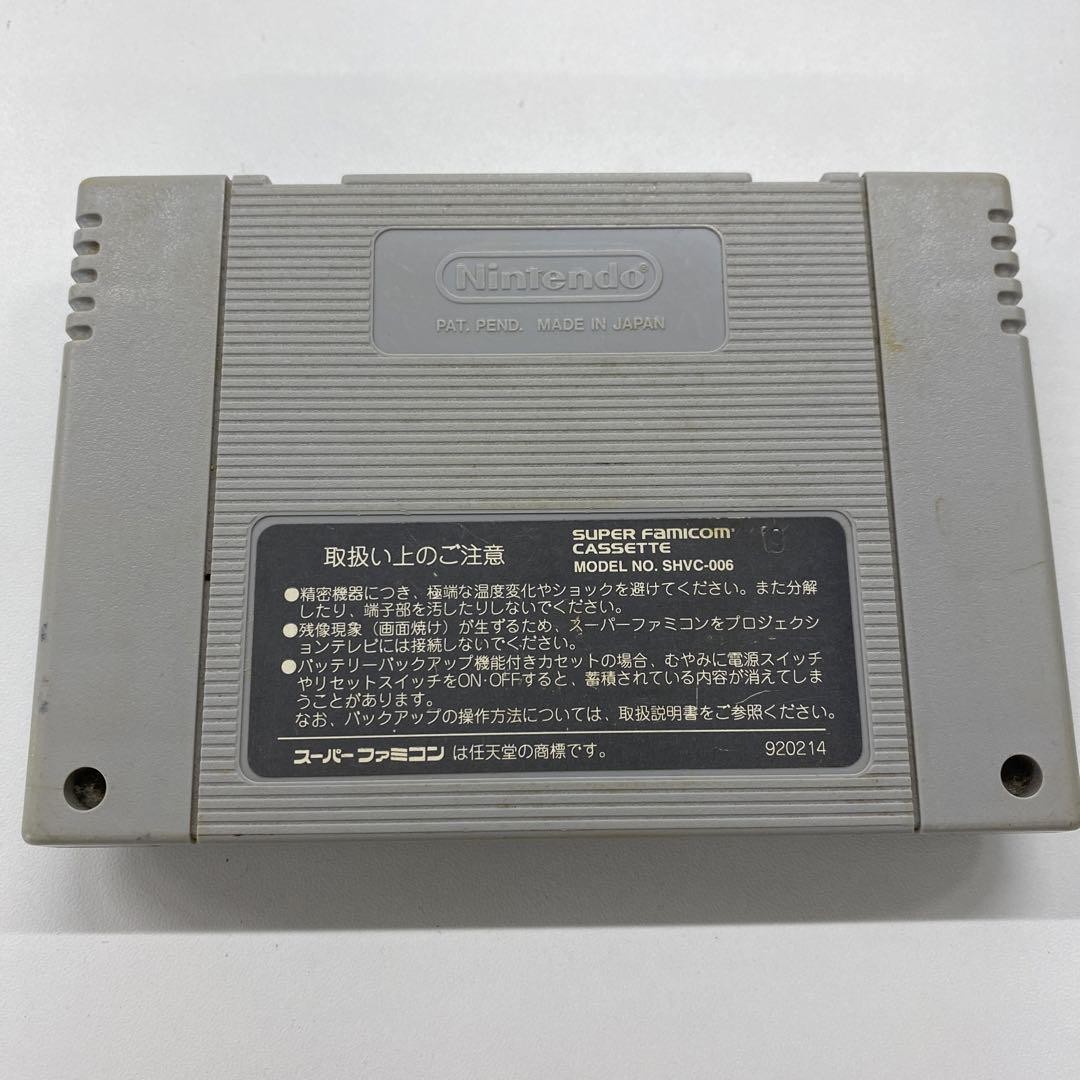 Nintendo®
PAT. PEND. MADE IN JAPAN
取扱い上のご注意
SUPER FAMICOM
CASSETTE
MODEL NO. SHVC-006
●精密機器につき、極端な温度変化やショックを避けてください。また分解
したり、端子部を汚したりしないでください。
●残像現象(画面焼け)が生ずるため、スーパーファミコンをプロジェクシ
ョンテレビには接続しないでください。
●バッテリーバックアップ機能付きカセットの場合、むやみに電源スイッチ
やリセットスイッチをON·OFFすると、蓄積されている内容が消えてしま
うことがあります。
なお、バックアップの操作方法については、取扱説明書をご参照ください。
スーパーファミコンは任天堂の商標です。
920214